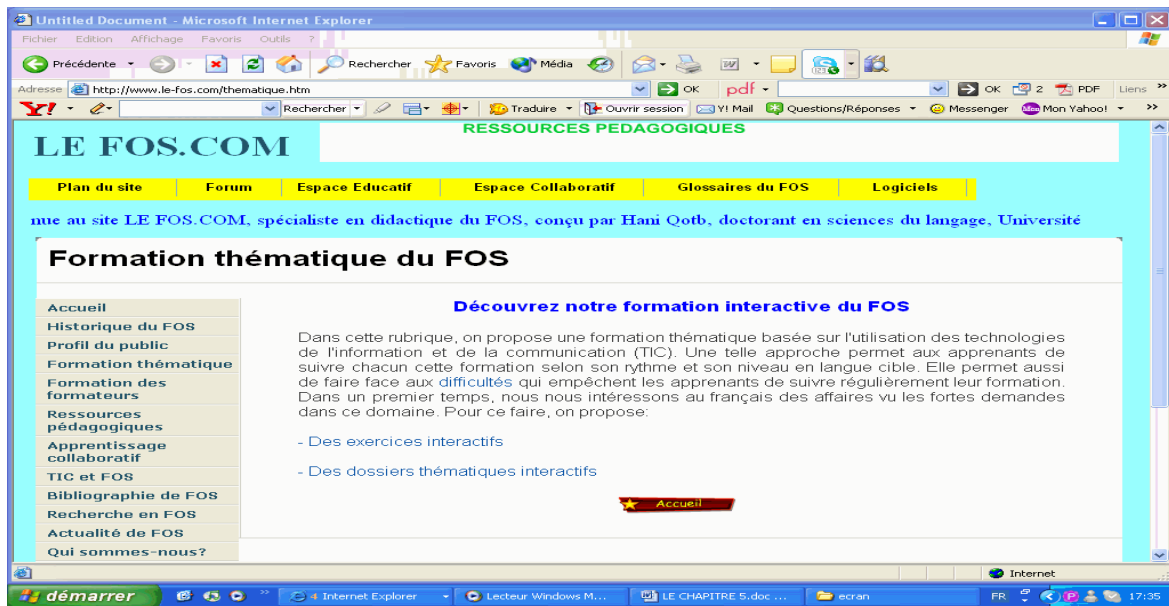 Untitled Document - Microsoft Internet Explorer
Fichier Edition Affichage Favoris Outils ?
Précédente Rechercher Favoris Média
Adresse http://www.le-fos.com/thematique.htm OK pdf OK 2 PDF Liens »
Y! Rechercher Traduire Ouvrir session Y! Mail Questions/Réponses Messenger Mon Yahoo! »
RESSOURCES PEDAGOGIQUES
LE FOS.COM
Plan du site Forum Espace Educatif Espace Collaboratif Glossaires du FOS Logiciels
nue au site LE FOS.COM, spécialiste en didactique du FOS, conçu par Hani Qotb, doctorant en sciences du langage, Université
Formation thématique du FOS
Accueil
Historique du FOS
Profil du public
Formation thématique
Formation des
formateurs
Ressources
pédagogiques
Apprentissage
collaboratif
TIC et FOS
Bibliographie de FOS
Recherche en FOS
Actualité de FOS
Qui sommes-nous?
Découvrez notre formation interactive du FOS
Dans cette rubrique, on propose une formation thématique basée sur l'utilisation des technologies
de l'information et de la communication (TIC). Une telle approche permet aux apprenants de
suivre chacun cette formation selon son rythme et son niveau en langue cible. Elle permet aussi
de faire face aux difficultés qui empêchent les apprenants de suivre régulièrement leur formation.
Dans un premier temps, nous nous intéressons au français des affaires vu les fortes demandes
dans ce domaine. Pour ce faire, on propose:
- Des exercices interactifs
- Des dossiers thématiques interactifs
Accueil
Internet
démarrer » 4 Internet Explorer Lecteur Windows M... LE CHAPITRE 5.doc ... ecran FR 17:35